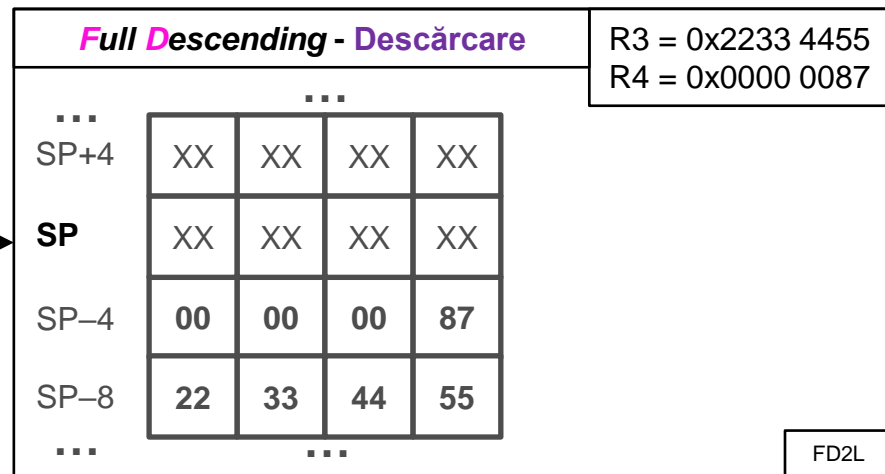 Full Descending - Descărcare
R3 = 0x2233 4455
R4 = 0x0000 0087
... ...
SP+4 XX XX XX XX
SP XX XX XX XX
SP–4 00 00 00 87
SP–8 22 33 44 55
... ...
FD2L